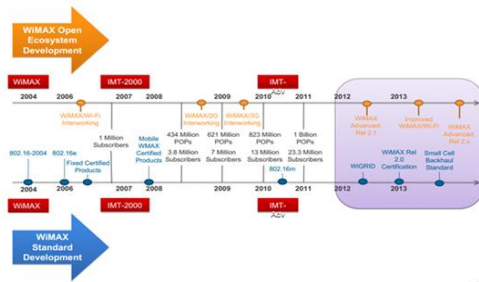 WiMAX Open
Ecosystem
Development
WiMAX
IMT-2000
IMT-
Adv
2004 2006 2007 2008 2009 2010 2011 2012 2013
WiMAX/Wi-Fi
Interworking
WiMAX/2G
Interworking
WiMAX/3G
Interworking
WiMAX
Advanced
Rel 2.1
Improved
WiMAX/WiFi
WiMAX
Advanced
Rel 2.x
1 Million
Subscribers
Mobile
WMAX
Certified
Products
434 Million
POPs
3.8 Million
Subscribers
621 Million
POPs
7 Million
Subscribers
823 Million
POPs
13 Million
Subscribers
1 Billion
POPs
23.3 Million
Subscribers
802.16-2004
802.16e
Fixed Certified
Products
802.16m
WiGRID
WiMAX Rel
2.0
Certification
Small Cell
Backhaul
Standard
2004 2006 2007 2008 2009 2010 2011 2012 2013
WiMAX
IMT-2000
IMT-
Adv
WiMAX
Standard
Development